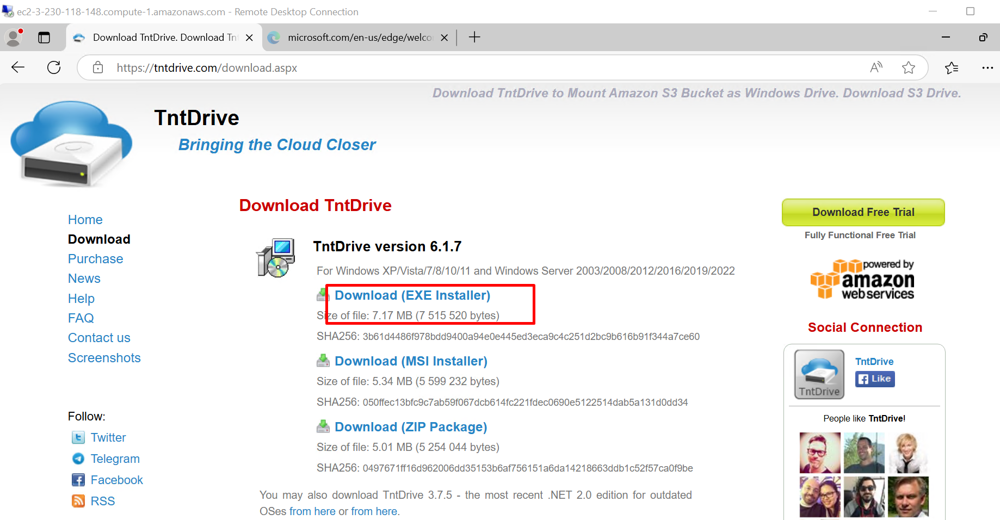 ec2-3-230-118-148.compute-1.amazonaws.com - Remote Desktop Connection
Download TntDrive. Download Tnt
microsoft.com/en-us/edge/welco
https://tntdrive.com/download.aspx
Download TntDrive to Mount Amazon S3 Bucket as Windows Drive. Download S3 Drive.
TntDrive
Bringing the Cloud Closer
Home
Download
Purchase
News
Help
FAQ
Contact us
Screenshots
Follow:
Twitter
Telegram
Facebook
RSS
Download TntDrive
TntDrive version 6.1.7
For Windows XP/Vista/7/8/10/11 and Windows Server 2003/2008/2012/2016/2019/2022
Download (EXE Installer)
Size of file: 7.17 MB (7 515 520 bytes)
SHA256: 3b61d4486f978bdd9400a94e0e445ed3eca9c4c251d2bc9b616b91f344a7ce60
Download (MSI Installer)
Size of file: 5.34 MB (5 599 232 bytes)
SHA256: 050ffec13bfc9c7ab59f067dcb614fc221fdec0690e5122514dab5a131d0dd34
Download (ZIP Package)
Size of file: 5.01 MB (5 254 044 bytes)
SHA256: 0497671ff16d962006dd35153b6af756151a6da14218663ddb1c52f57ca0f9be
You may also download TntDrive 3.7.5 - the most recent .NET 2.0 edition for outdated
OSes from here or from here.
Download Free Trial
Fully Functional Free Trial
powered by
amazon
web services
Social Connection
TntDrive
TntDrive
Like
People like TntDrive!